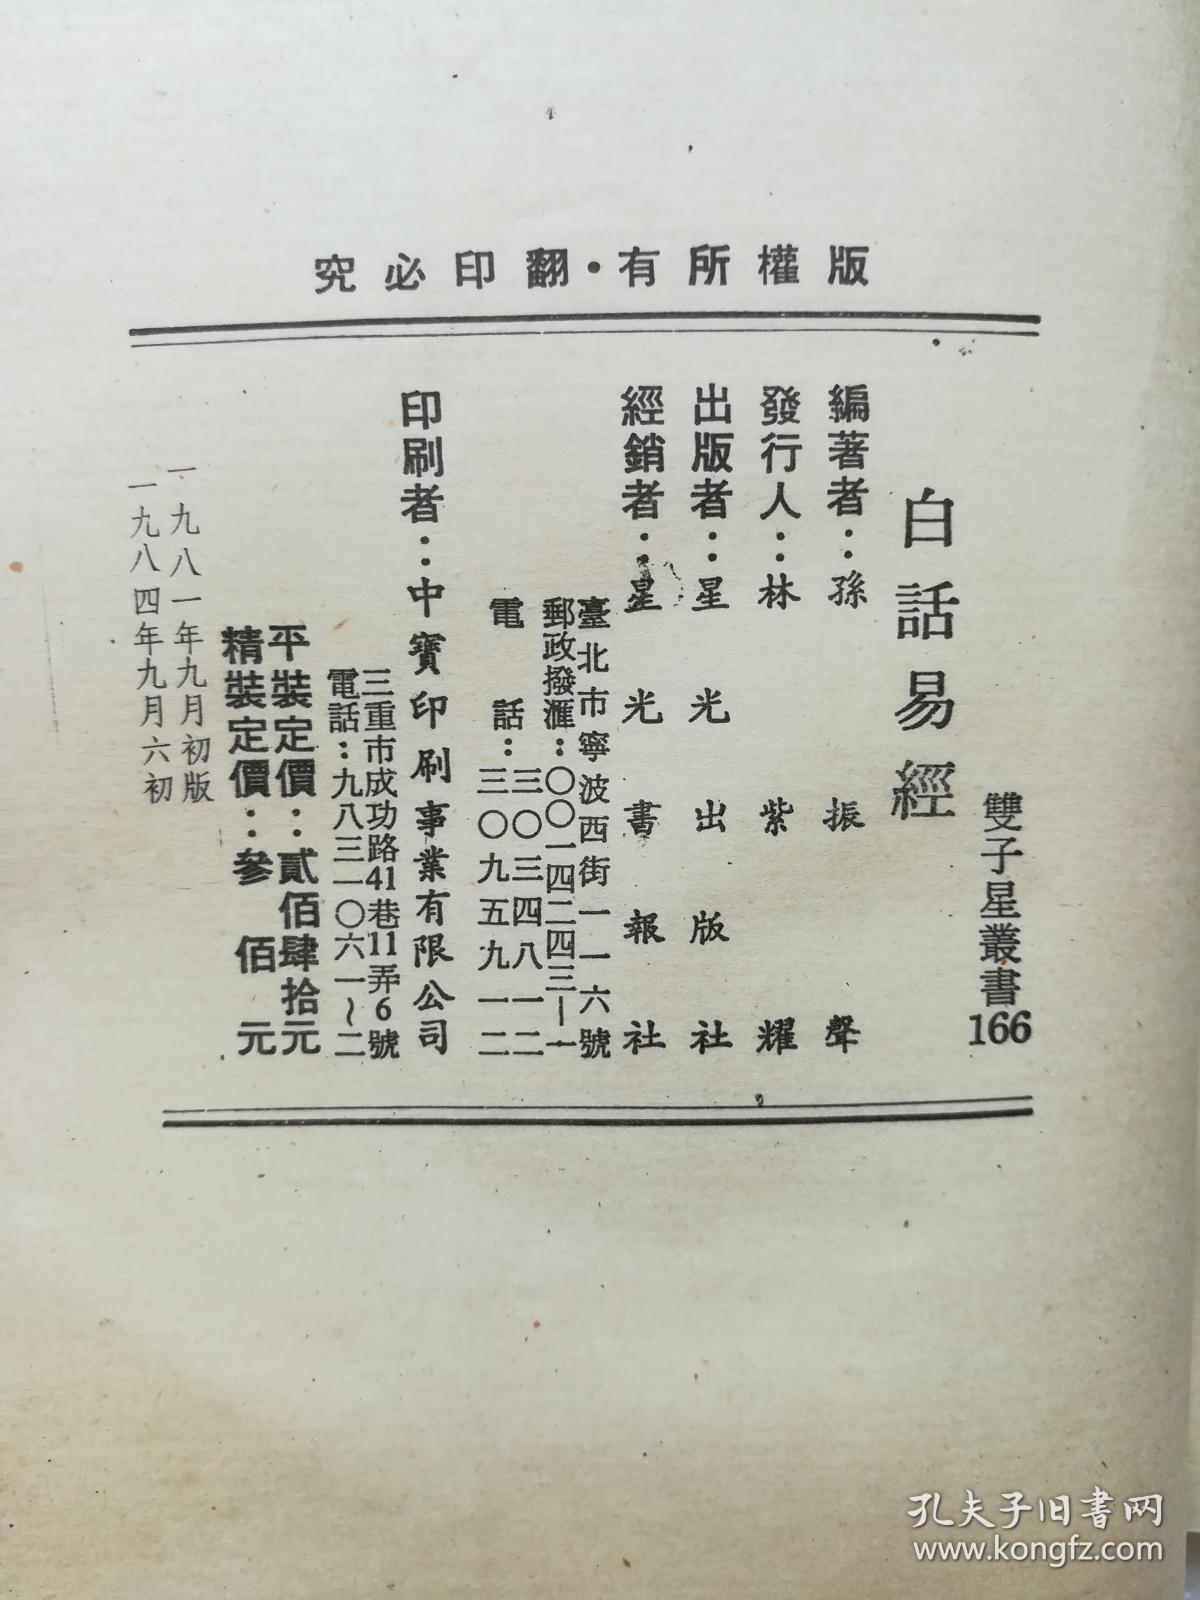 版權所有・翻印必究
雙子星叢書166
白話易經
編著者：孫振聲
發行人：林紫耀
出版者：星光出版社
經銷者：星光書報社
臺北市寧波西街一一六號
郵政撥滙：〇〇一四二四三―一
電話：三〇三四八一二
三〇九五九一二
印刷者：中寶印刷事業有限公司
三重市成功路41巷11弄6號
電話：九八三一〇六一～二
平裝定價：貳佰肆拾元
精裝定價：參佰元
一九八一年九月初版
一九八四年九月六初
孔夫子旧书网
www.kongfz.com